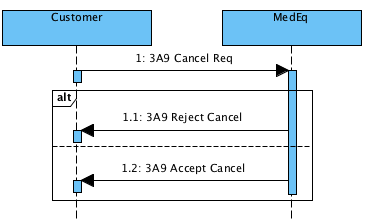 Customer
MedEq
1: 3A9 Cancel Req
alt
1.1: 3A9 Reject Cancel
1.2: 3A9 Accept Cancel